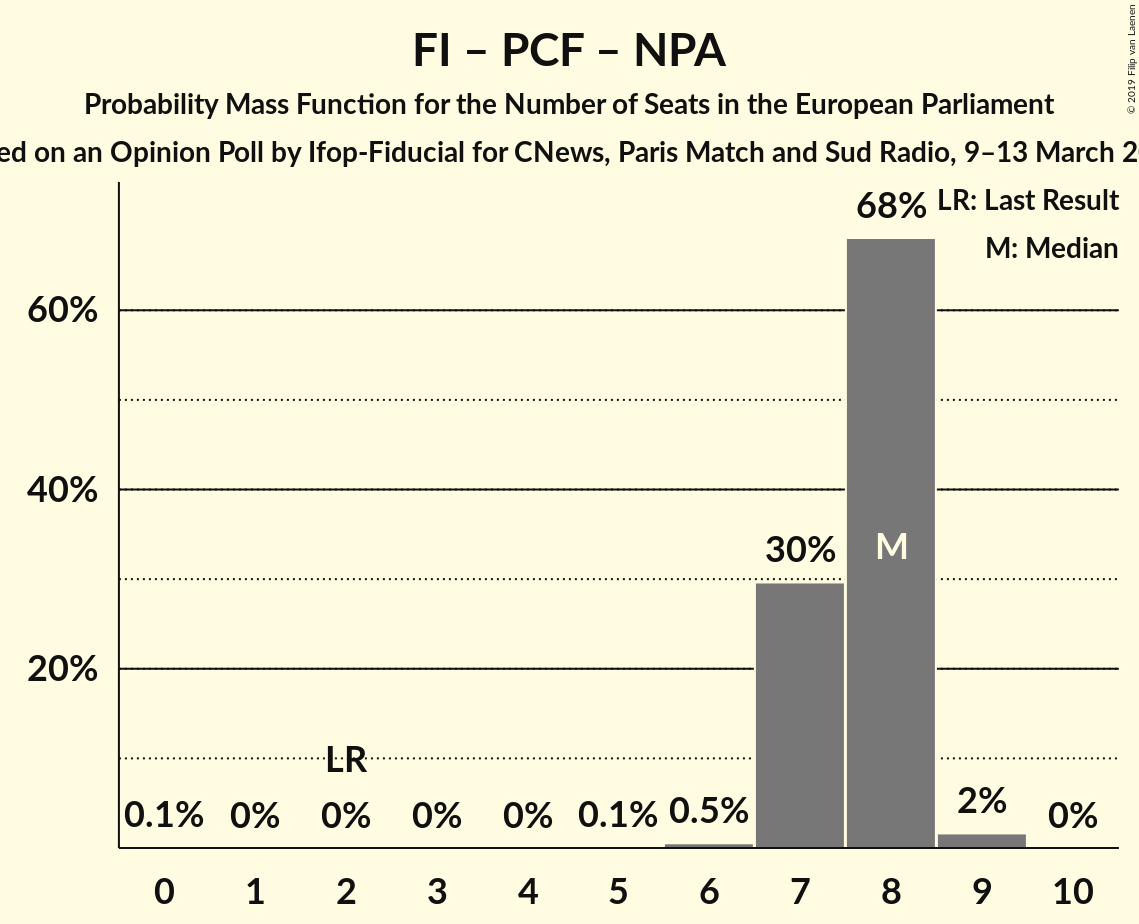 FI – PCF – NPA
Probability Mass Function for the Number of Seats in the European Parliament
on an Opinion Poll by Ifop-Fiducial for CNews, Paris Match and Sud Radio, 9–13 March
© 2019 Filip van Laenen
LR: Last Result
M: Median
68%
60%
40%
30%
M
20%
LR
0.1% 0% 0% 0% 0% 0.1% 0.5% 2% 0%
0 1 2 3 4 5 6 7 8 9 10